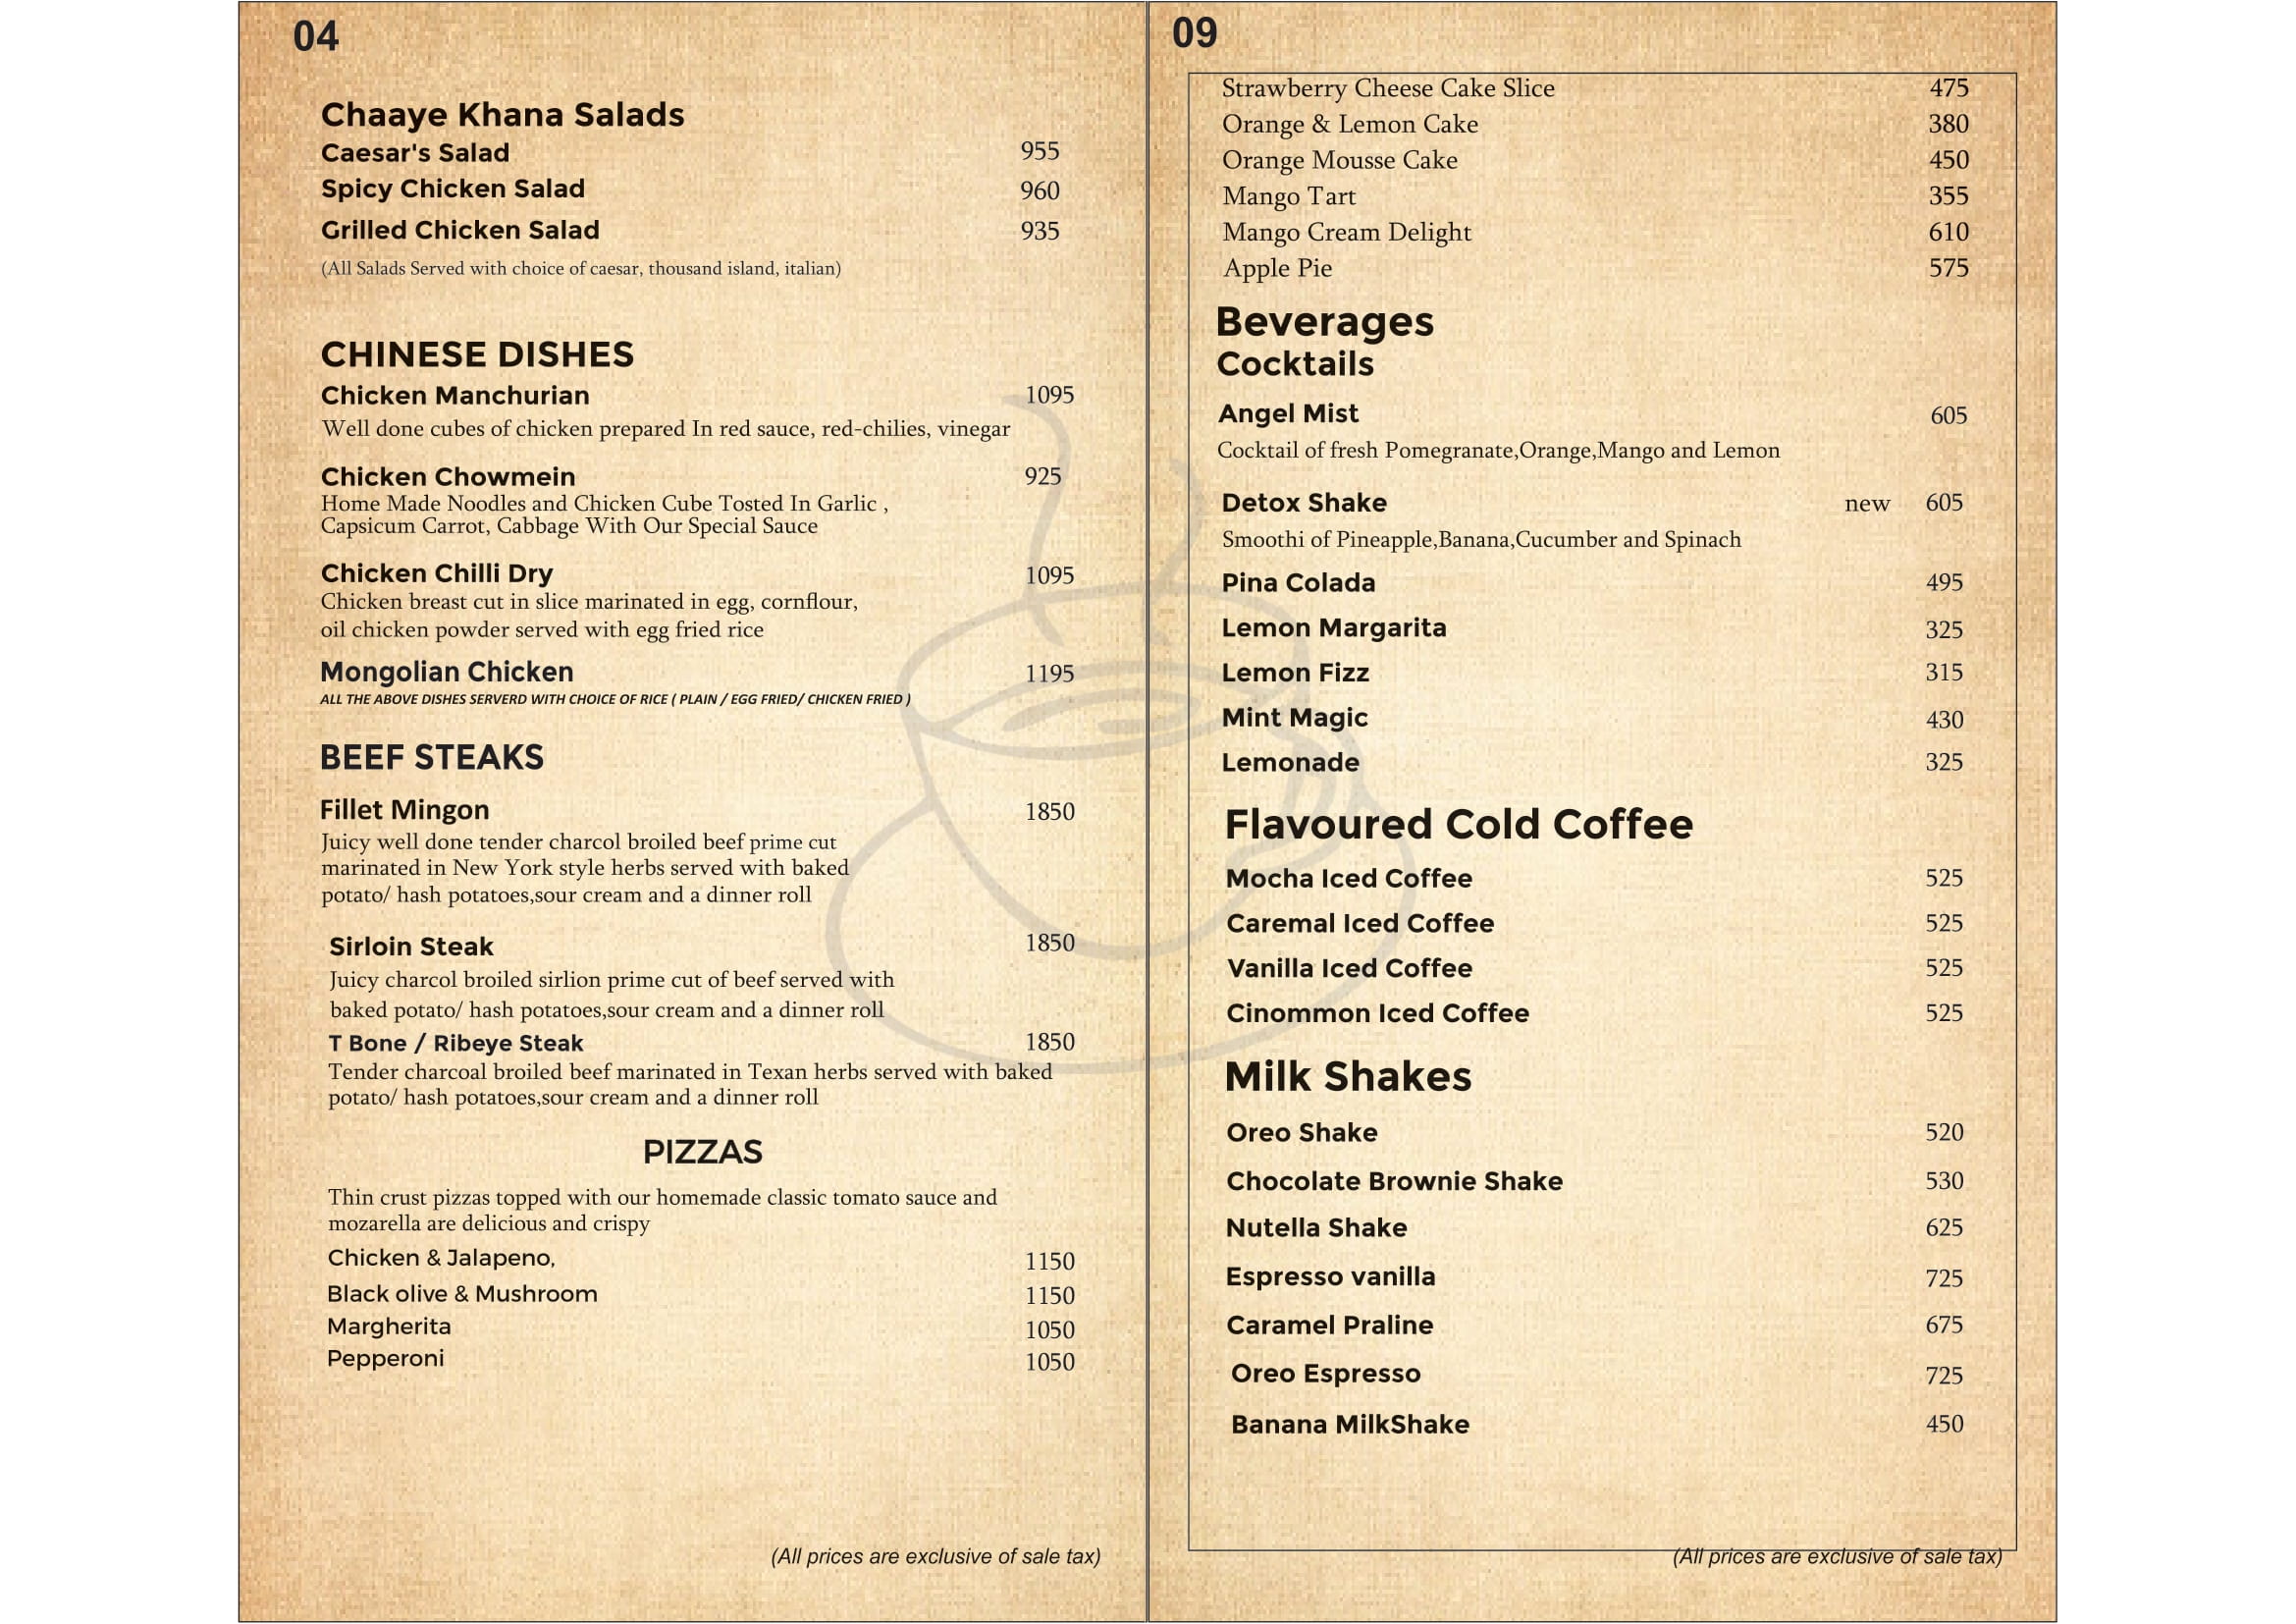 04
Chaaye Khana Salads
Caesar's Salad 955
Spicy Chicken Salad 960
Grilled Chicken Salad 935
(All Salads Served with choice of caesar, thousand island, italian)
CHINESE DISHES
Chicken Manchurian 1095
Well done cubes of chicken prepared In red sauce, red-chilies, vinegar
Chicken Chowmein 925
Home Made Noodles and Chicken Cube Tosted In Garlic ,
Capsicum Carrot, Cabbage With Our Special Sauce
Chicken Chilli Dry 1095
Chicken breast cut in slice marinated in egg, cornflour,
oil chicken powder served with egg fried rice
Mongolian Chicken 1195
ALL THE ABOVE DISHES SERVERD WITH CHOICE OF RICE ( PLAIN / EGG FRIED/ CHICKEN FRIED )
BEEF STEAKS
Fillet Mingon 1850
Juicy well done tender charcol broiled beef prime cut
marinated in New York style herbs served with baked
potato/ hash potatoes,sour cream and a dinner roll
Sirloin Steak 1850
Juicy charcol broiled sirlion prime cut of beef served with
baked potato/ hash potatoes,sour cream and a dinner roll
T Bone / Ribeye Steak 1850
Tender charcoal broiled beef marinated in Texan herbs served with baked
potato/ hash potatoes,sour cream and a dinner roll
PIZZAS
Thin crust pizzas topped with our homemade classic tomato sauce and
mozarella are delicious and crispy
Chicken & Jalapeno, 1150
Black olive & Mushroom 1150
Margherita 1050
Pepperoni 1050
(All prices are exclusive of sale tax)
09
Strawberry Cheese Cake Slice 475
Orange & Lemon Cake 380
Orange Mousse Cake 450
Mango Tart 355
Mango Cream Delight 610
Apple Pie 575
Beverages
Cocktails
Angel Mist 605
Cocktail of fresh Pomegranate,Orange,Mango and Lemon
Detox Shake new 605
Smoothi of Pineapple,Banana,Cucumber and Spinach
Pina Colada 495
Lemon Margarita 325
Lemon Fizz 315
Mint Magic 430
Lemonade 325
Flavoured Cold Coffee
Mocha Iced Coffee 525
Caremal Iced Coffee 525
Vanilla Iced Coffee 525
Cinommon Iced Coffee 525
Milk Shakes
Oreo Shake 520
Chocolate Brownie Shake 530
Nutella Shake 625
Espresso vanilla 725
Caramel Praline 675
Oreo Espresso 725
Banana MilkShake 450
(All prices are exclusive of sale tax)